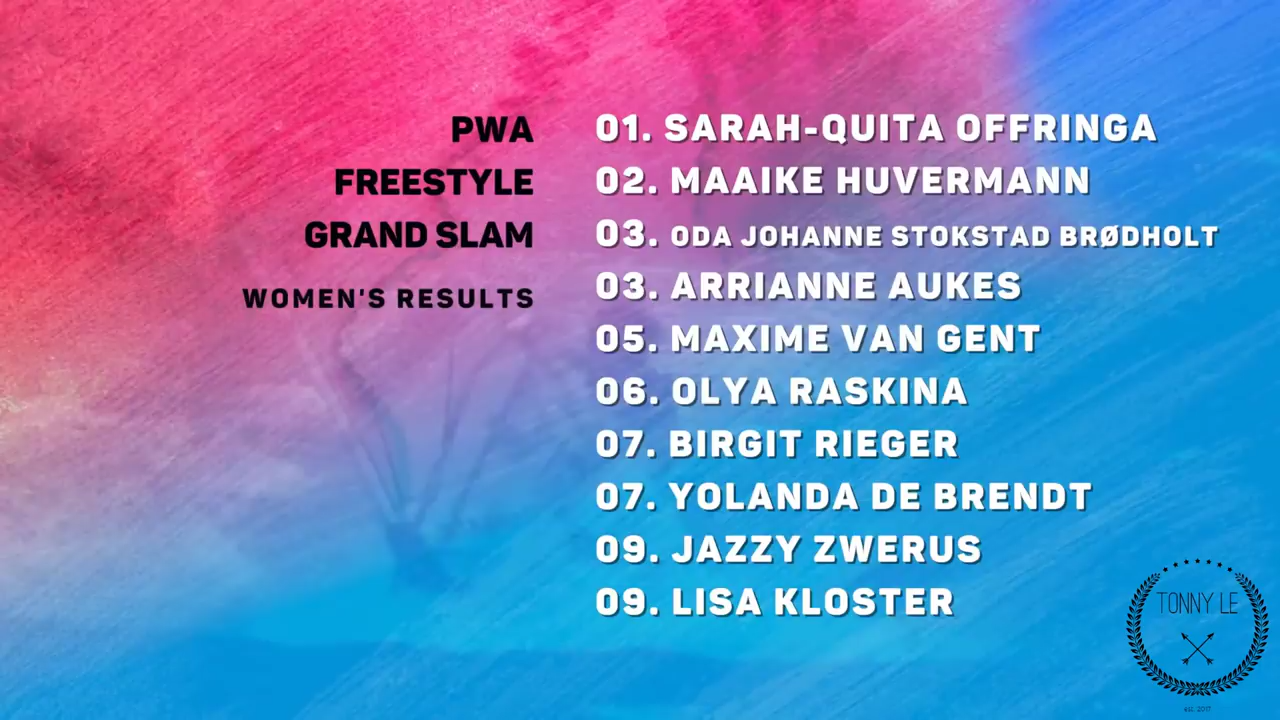 PWA
FREESTYLE
GRAND SLAM
WOMEN'S RESULTS
01. SARAH-QUITA OFFRINGA
02. MAAIKE HUVERMANN
03. ODA JOHANNE STOKSTAD BRØDHOLT
03. ARRIANNE AUKES
05. MAXIME VAN GENT
06. OLYA RASKINA
07. BIRGIT RIEGER
07. YOLANDA DE BRENDT
09. JAZZY ZWERUS
09. LISA KLOSTER
TONNY LE
est. 2017